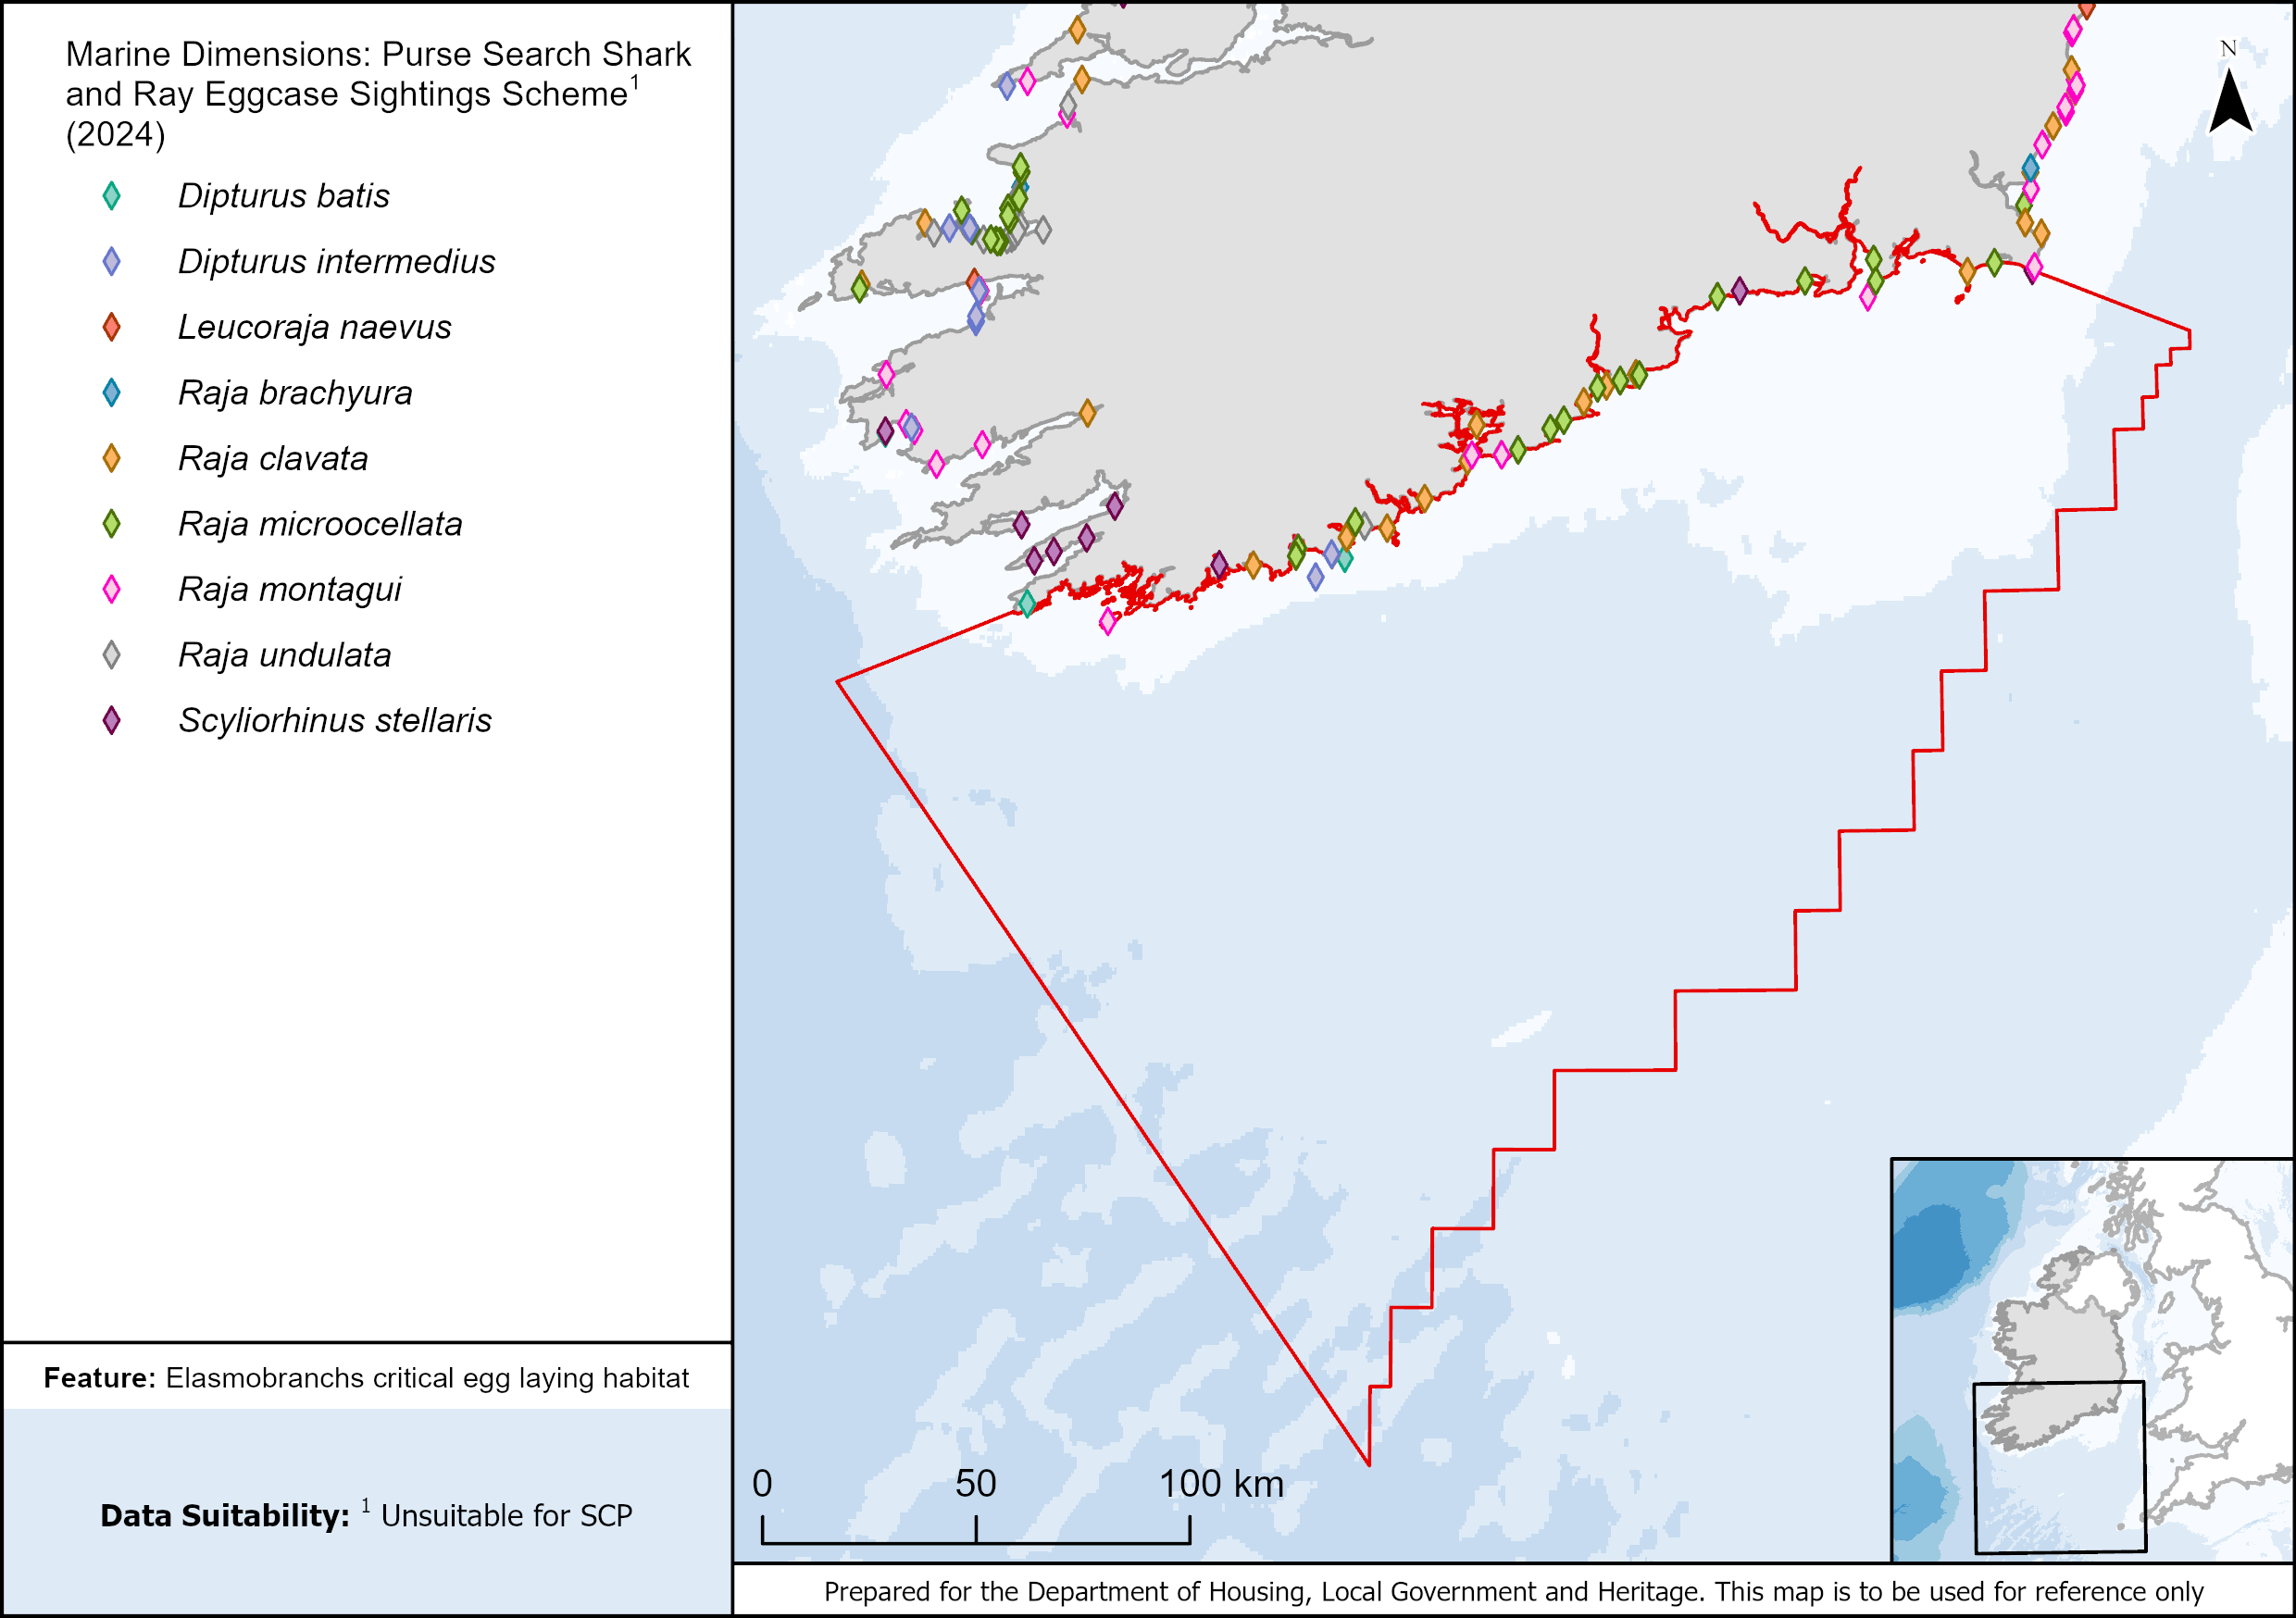 Marine Dimensions: Purse Search Shark
and Ray Eggcase Sightings Scheme1
(2024)
Dipturus batis
Dipturus intermedius
Leucoraja naevus
Raja brachyura
Raja clavata
Raja microocellata
Raja montagui
Raja undulata
Scyliorhinus stellaris
Feature: Elasmobranchs critical egg laying habitat
Data Suitability: 1 Unsuitable for SCP
N
0 50 100 km
Prepared for the Department of Housing, Local Government and Heritage. This map is to be used for reference only